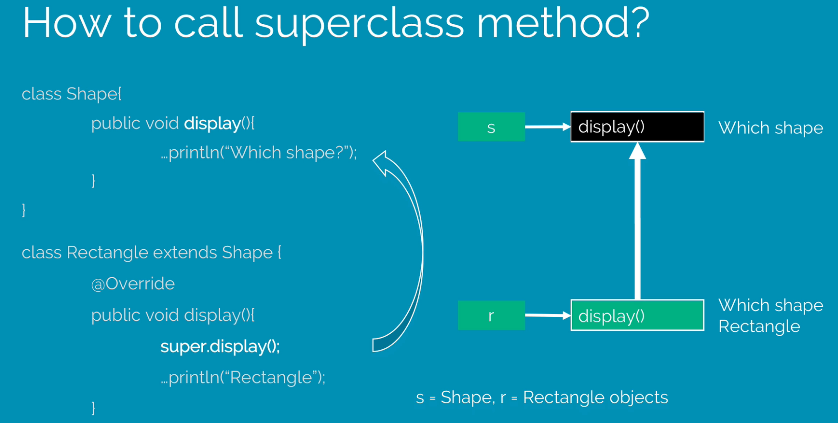 How to call superclass method?
class Shape{
public void display(){
…println(“Which shape?”);
}
}
class Rectangle extends Shape {
@Override
public void display(){
super.display();
…println(“Rectangle”);
}
s
display()
Which shape
r
display()
Which shape
Rectangle
s = Shape, r = Rectangle objects